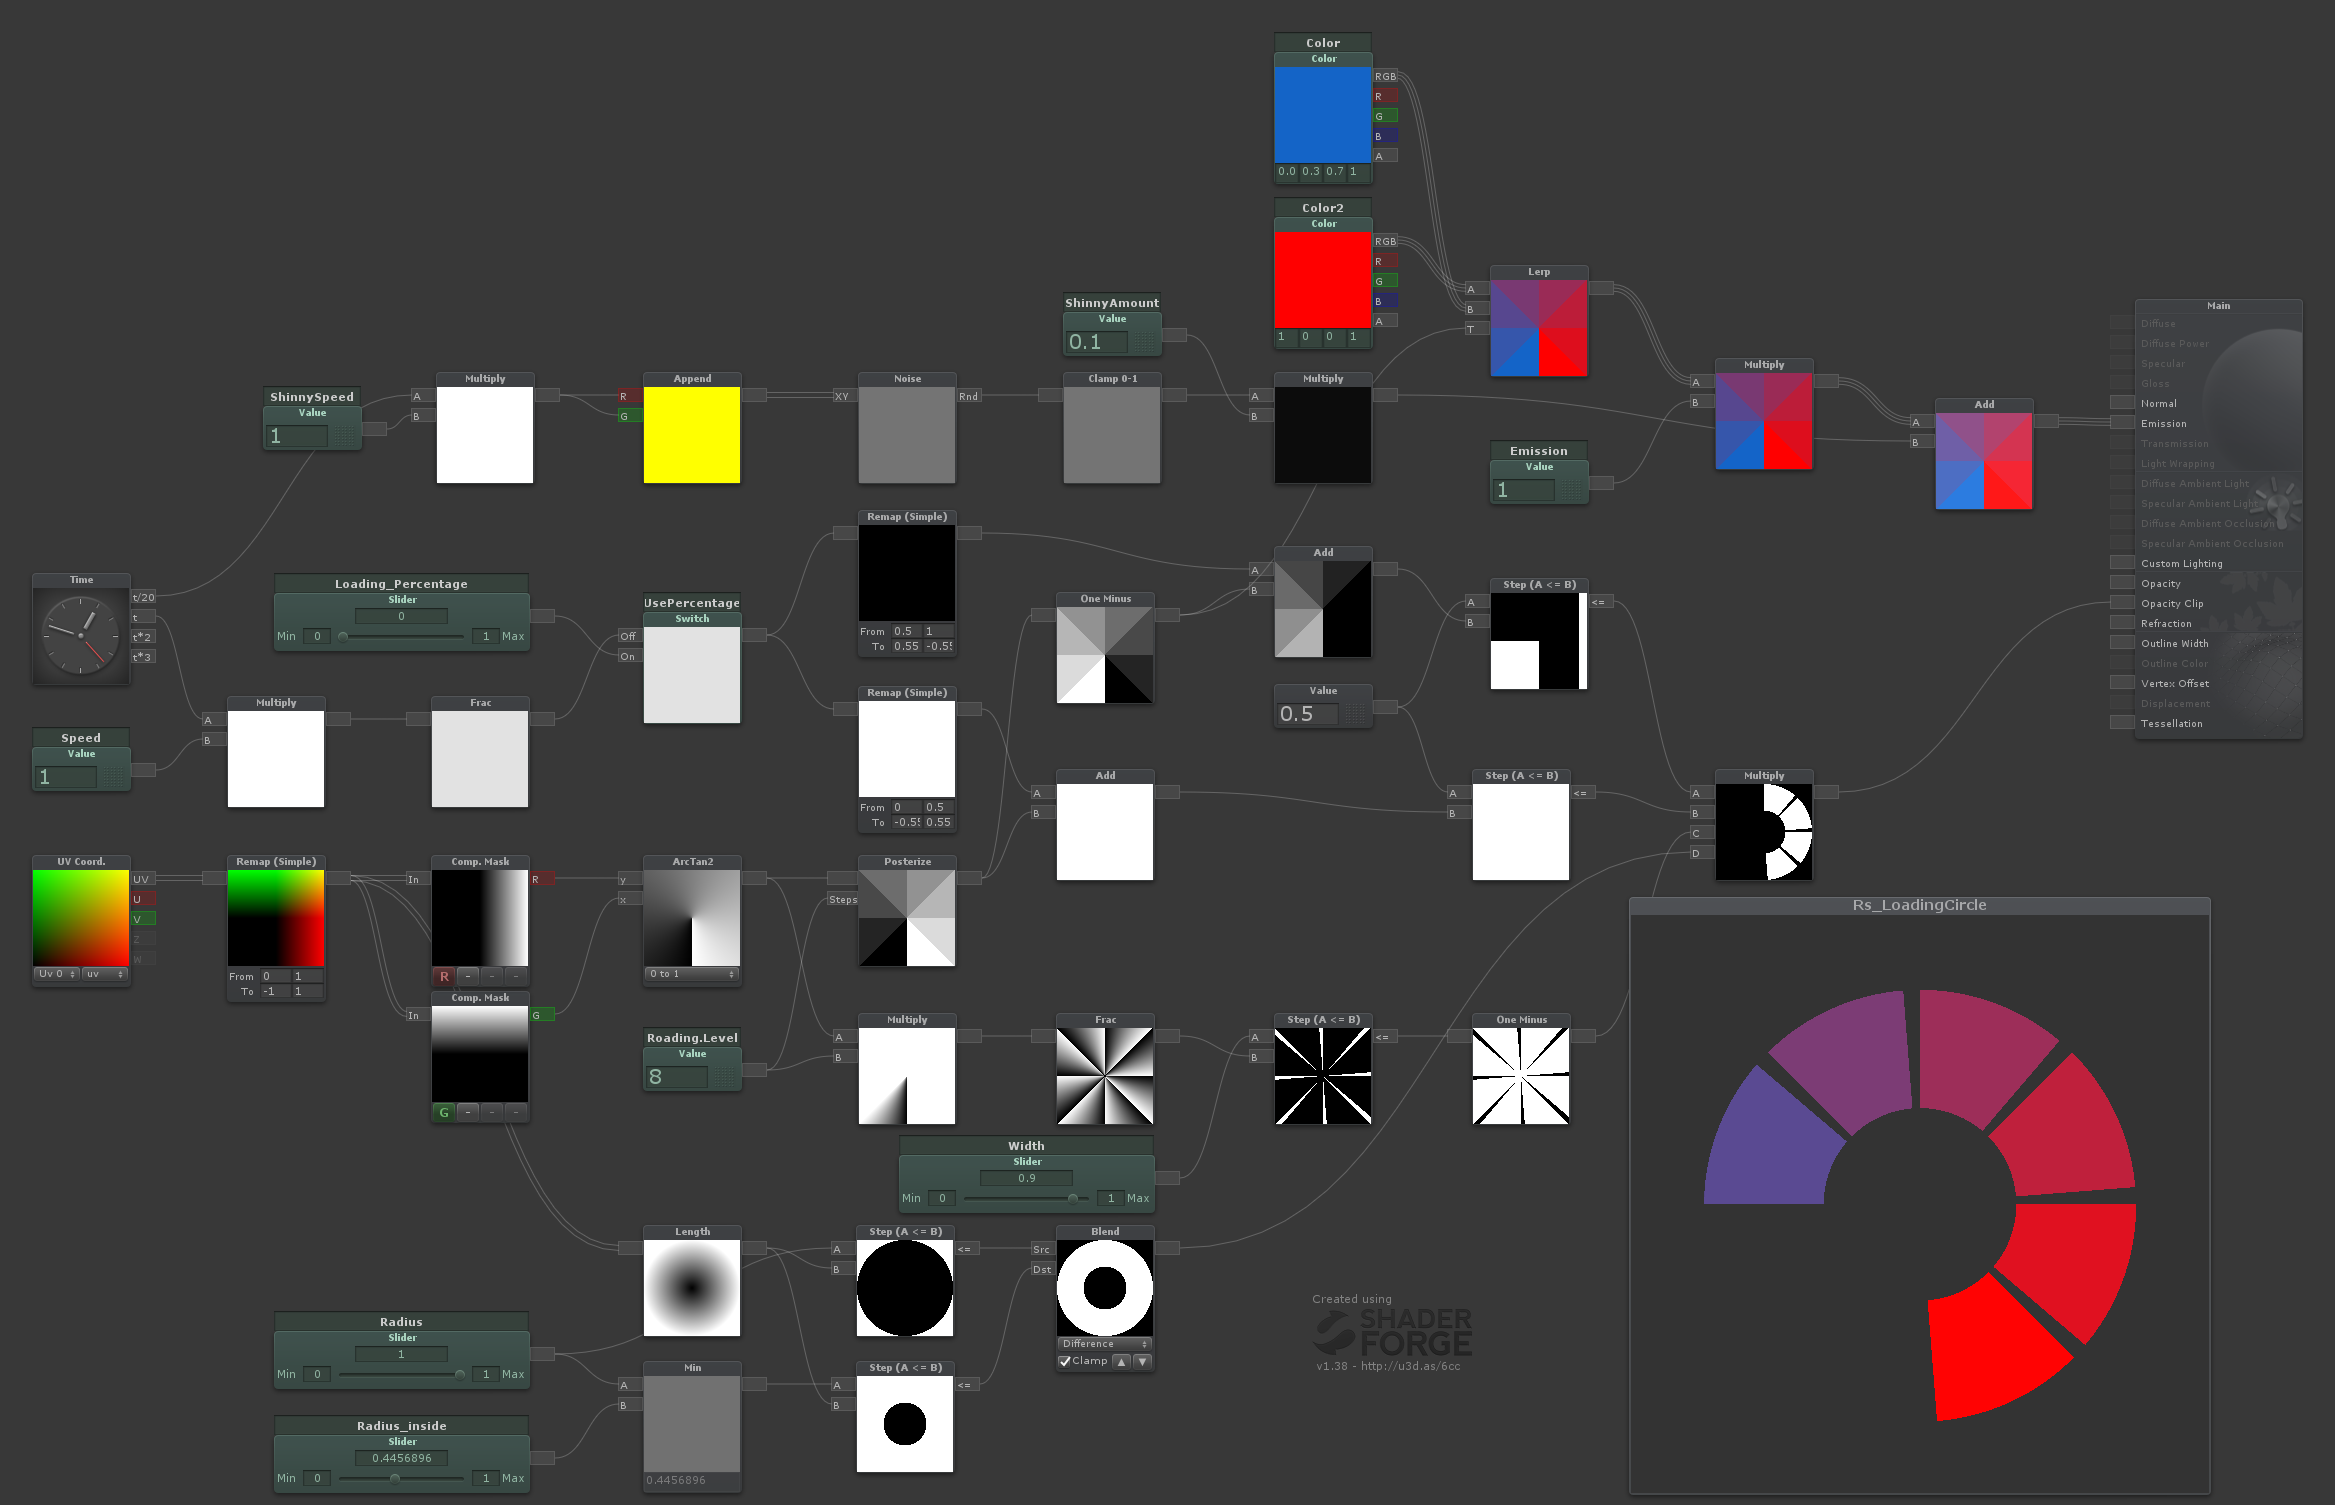 Color
Color
RGB
R
G
B
A
0.0 0.3 0.7 1
Color2
Color
RGB
R
G
B
A
1 0 0 1
Lerp
A
B
T
ShinnyAmount
Value
0.1
ShinnySpeed
Value
1
Multiply
A
B
Append
R
G
Noise
XY
Rnd
Clamp 0-1
Multiply
A
B
Emission
Value
1
Multiply
A
B
Add
A
B
Main
Diffuse
Diffuse Power
Specular
Gloss
Normal
Emission
Transmission
Light Wrapping
Diffuse Ambient Light
Specular Ambient Light
Diffuse Ambient Occlusion
Specular Ambient Occlusion
Custom Lighting
Opacity
Opacity Clip
Refraction
Outline Width
Outline Color
Vertex Offset
Displacement
Tessellation
Time
t/20
t
t*2
t*3
Loading_Percentage
Slider
0
Min 0 1 Max
UsePercentage
Switch
Off
On
Remap (Simple)
From 0.5 1
To 0.55 -0.5
One Minus
Add
A
B
Step (A <= B)
A
B
<=
Speed
Value
1
Multiply
A
B
Frac
Remap (Simple)
From 0 0.5
To -0.5 0.55
Value
0.5
Add
A
B
Step (A <= B)
A
B
<=
Multiply
A
B
C
D
UV Coord.
UV
U
V
Z
W
Uv 0 uv
Remap (Simple)
From 0 1
To -1 1
Comp. Mask
In
R
R - - -
Comp. Mask
In
G
G - - -
ArcTan2
y
x
0 to 1
Posterize
Steps
Roading.Level
Value
8
Multiply
A
B
Frac
Step (A <= B)
A
B
<=
One Minus
Width
Slider
0.9
Min 0 1 Max
Length
Step (A <= B)
A
B
<=
Blend
Src
Dst
Difference
Clamp
Radius
Slider
1
Min 0 1 Max
Min
A
B
0.4456896
Step (A <= B)
A
B
<=
Radius_inside
Slider
0.4456896
Min 0 1 Max
Created using
SHADER
FORGE
v1.38 - http://u3d.as/6cc
Rs_LoadingCircle